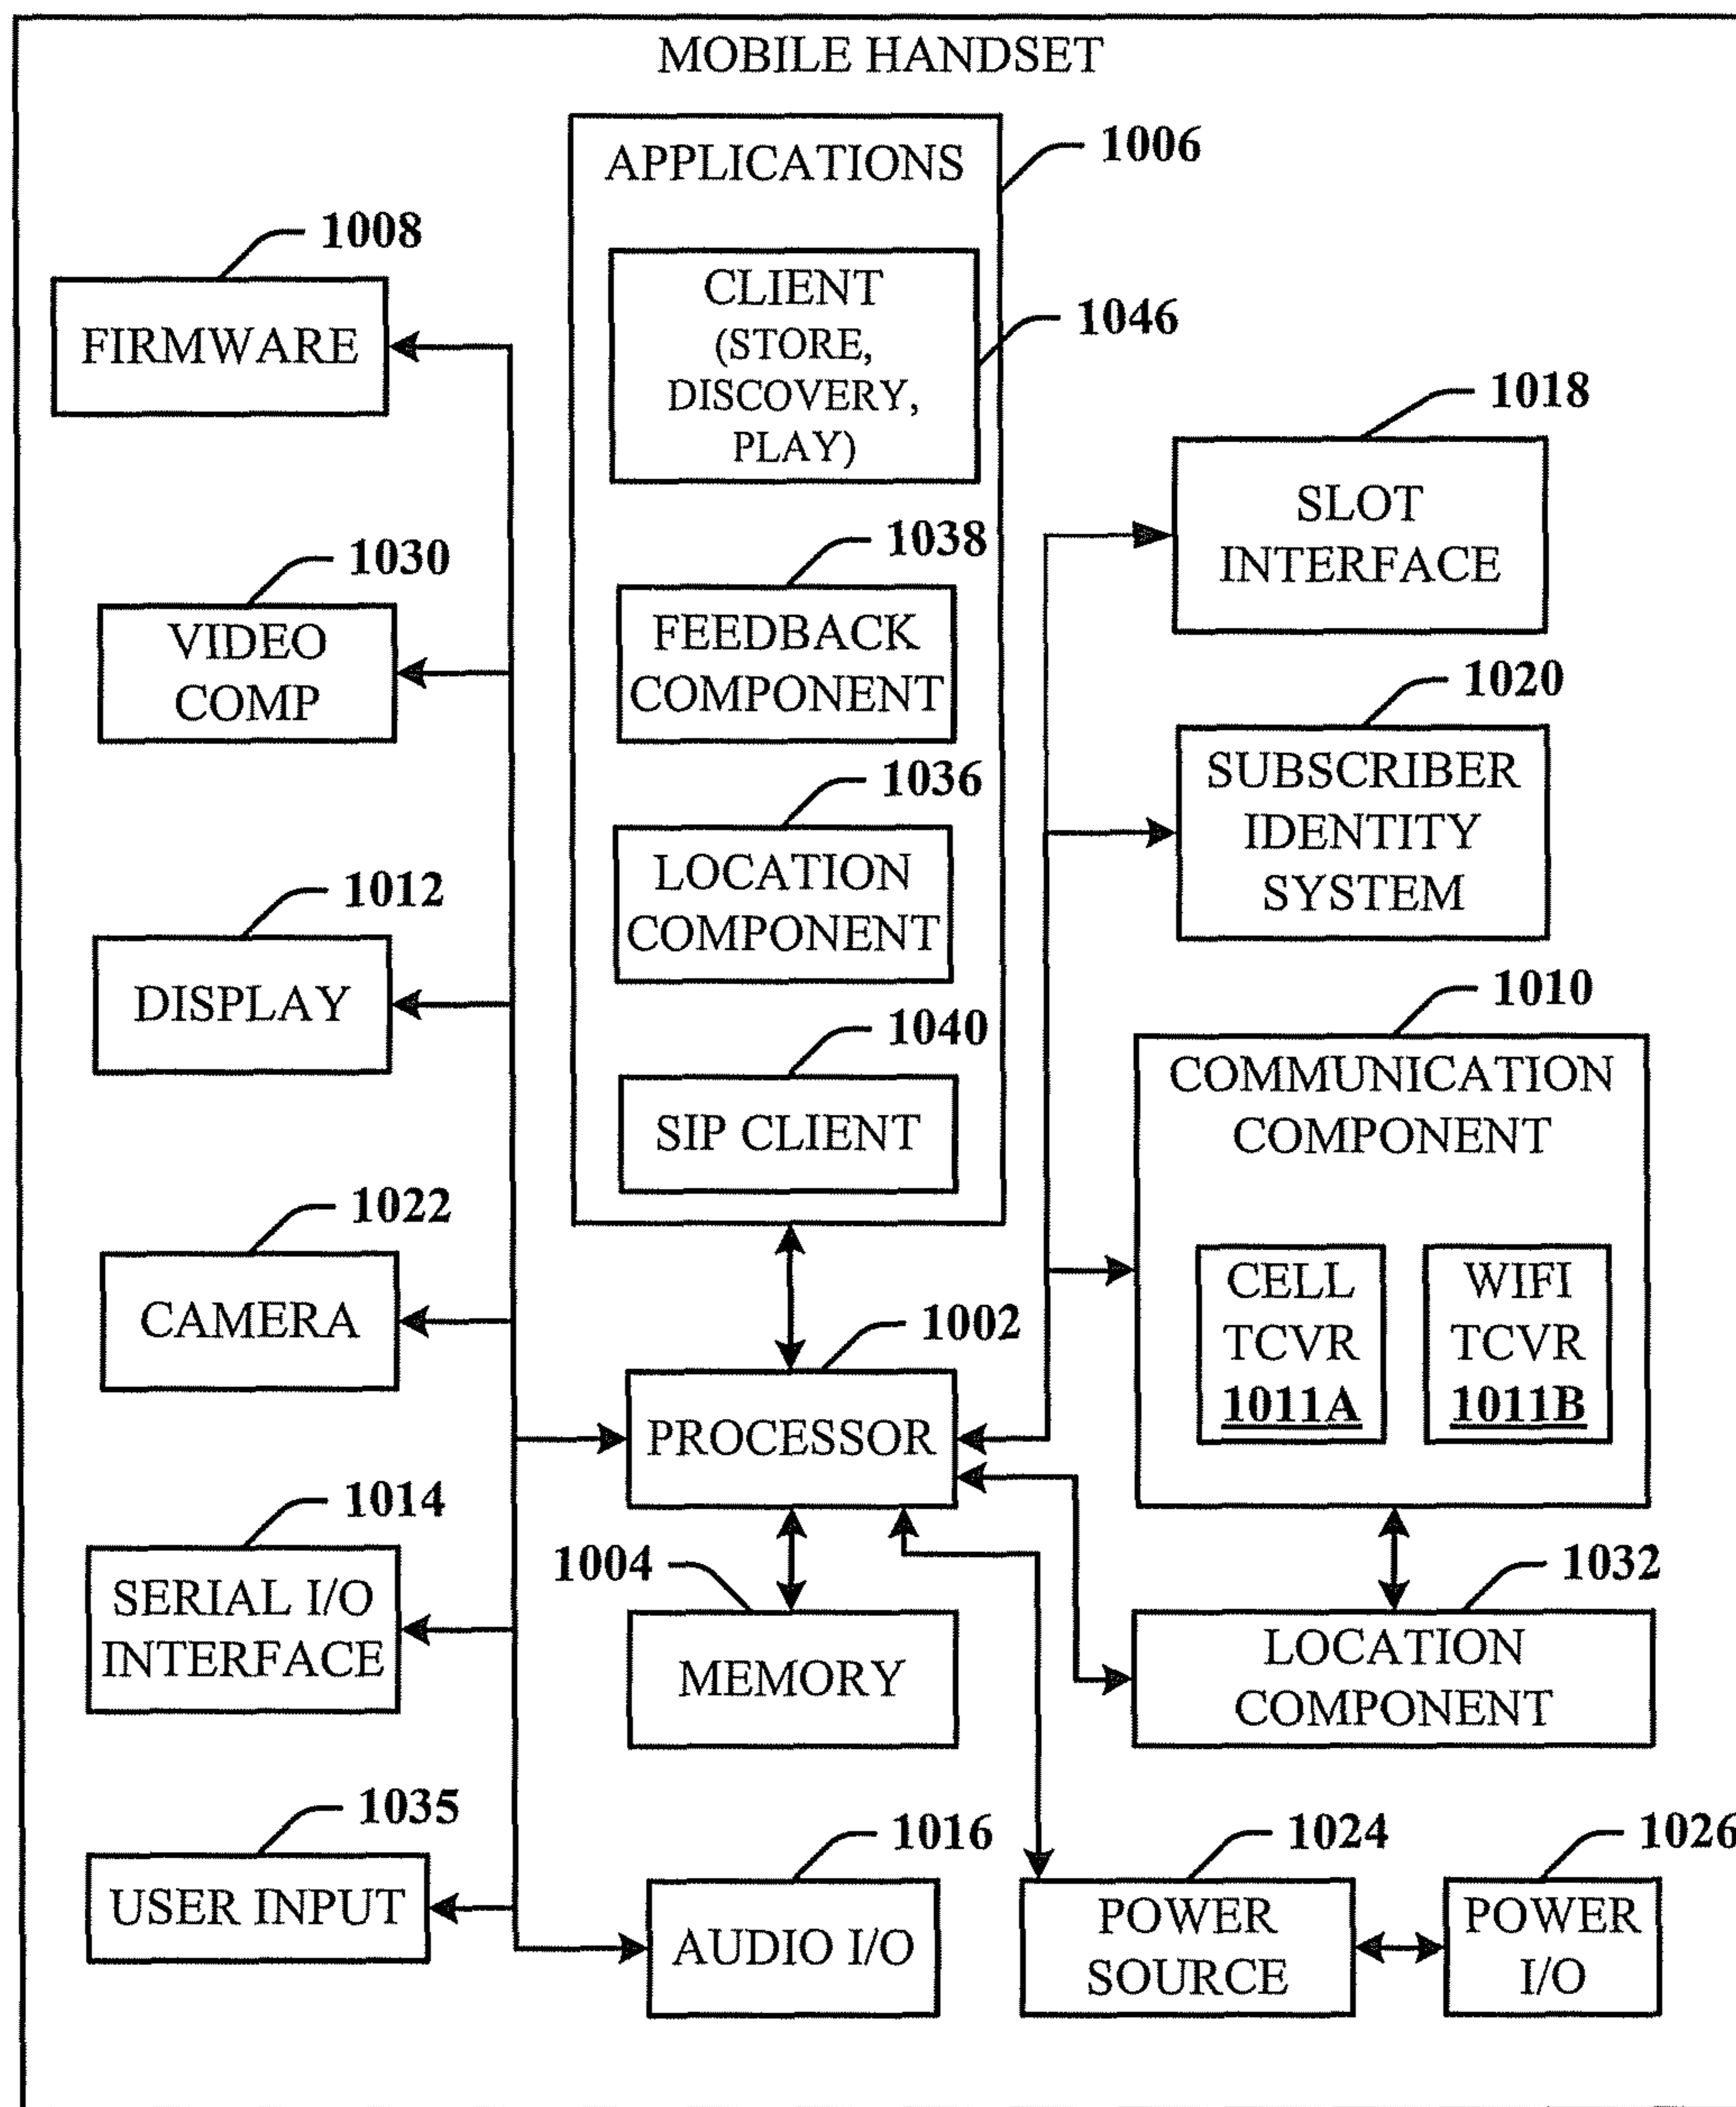 MOBILE HANDSET
APPLICATIONS
1006
CLIENT
(STORE,
DISCOVERY,
PLAY)
1046
1038
FEEDBACK
COMPONENT
1036
LOCATION
COMPONENT
1040
SIP CLIENT
1008
FIRMWARE
1030
VIDEO
COMP
1012
DISPLAY
1022
CAMERA
1014
SERIAL I/O
INTERFACE
1035
USER INPUT
1002
PROCESSOR
1004
MEMORY
1016
AUDIO I/O
1018
SLOT
INTERFACE
1020
SUBSCRIBER
IDENTITY
SYSTEM
1010
COMMUNICATION
COMPONENT
CELL
TCVR
1011A
WIFI
TCVR
1011B
1032
LOCATION
COMPONENT
1024
POWER
SOURCE
1026
POWER
I/O